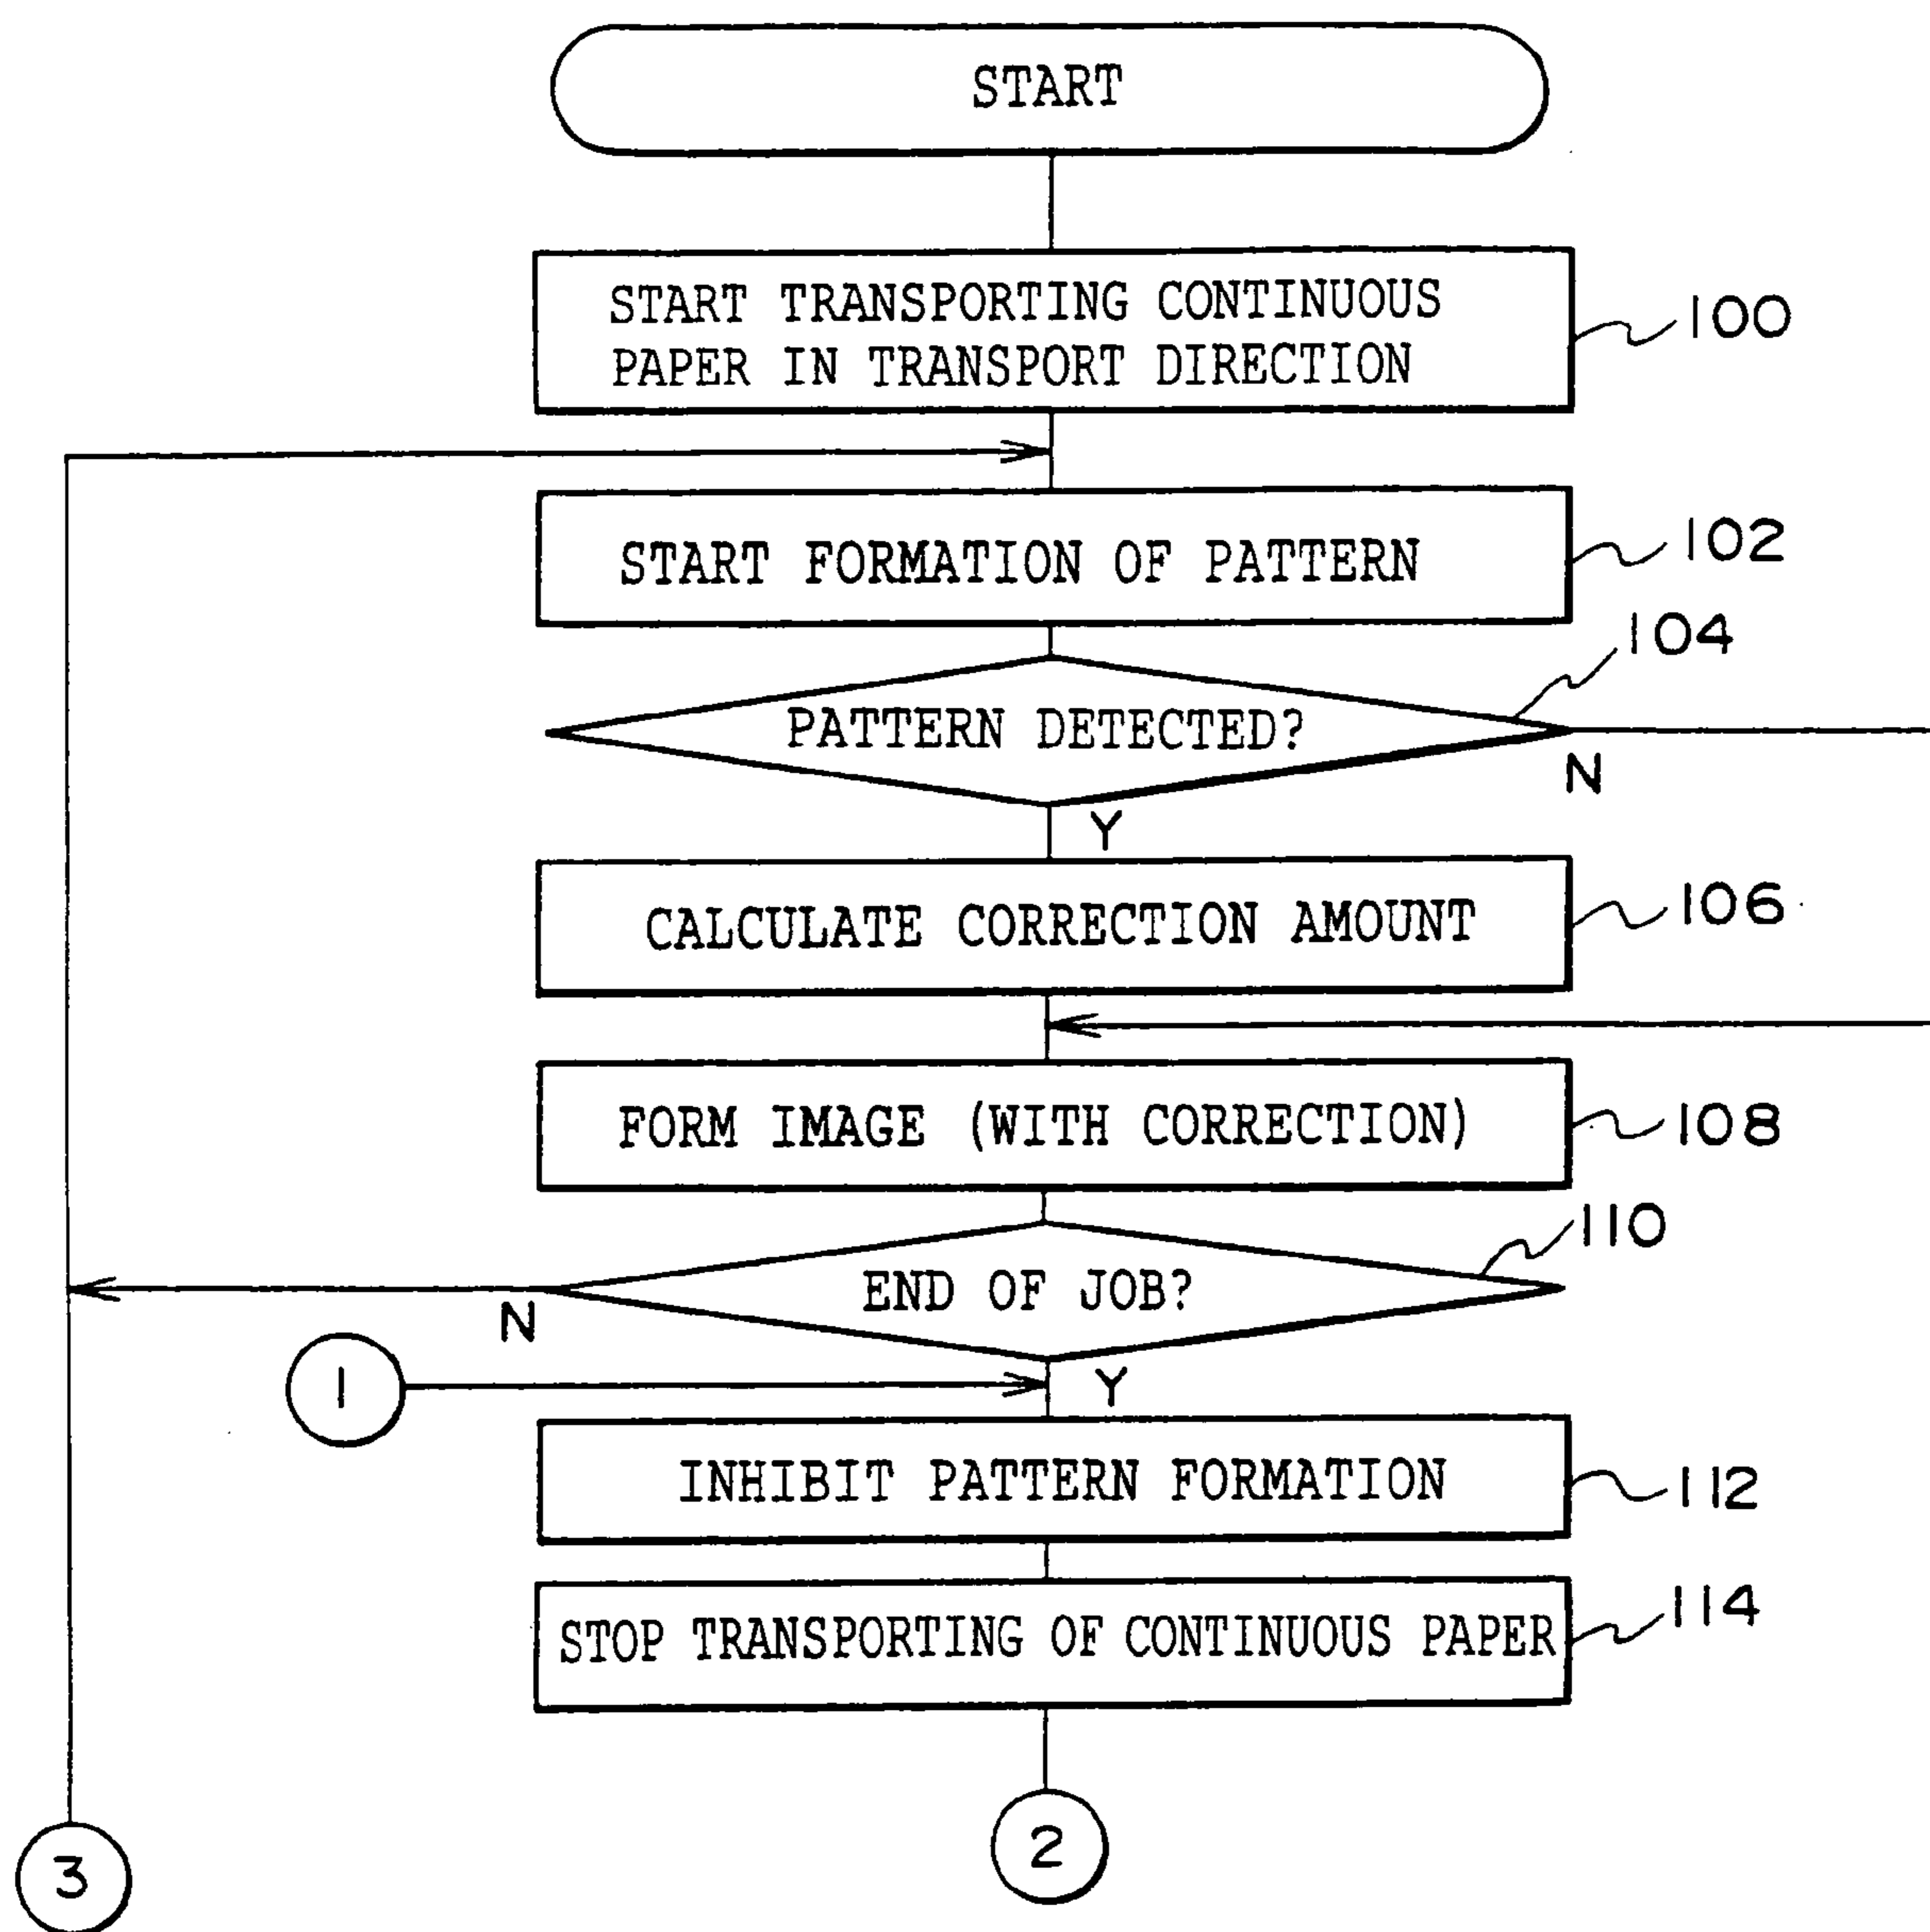 START
START TRANSPORTING CONTINUOUS
PAPER IN TRANSPORT DIRECTION
100
START FORMATION OF PATTERN
102
104
PATTERN DETECTED?
N
Y
CALCULATE CORRECTION AMOUNT
106
FORM IMAGE (WITH CORRECTION)
108
110
END OF JOB?
N
1
Y
INHIBIT PATTERN FORMATION
112
STOP TRANSPORTING OF CONTINUOUS PAPER
114
2
3